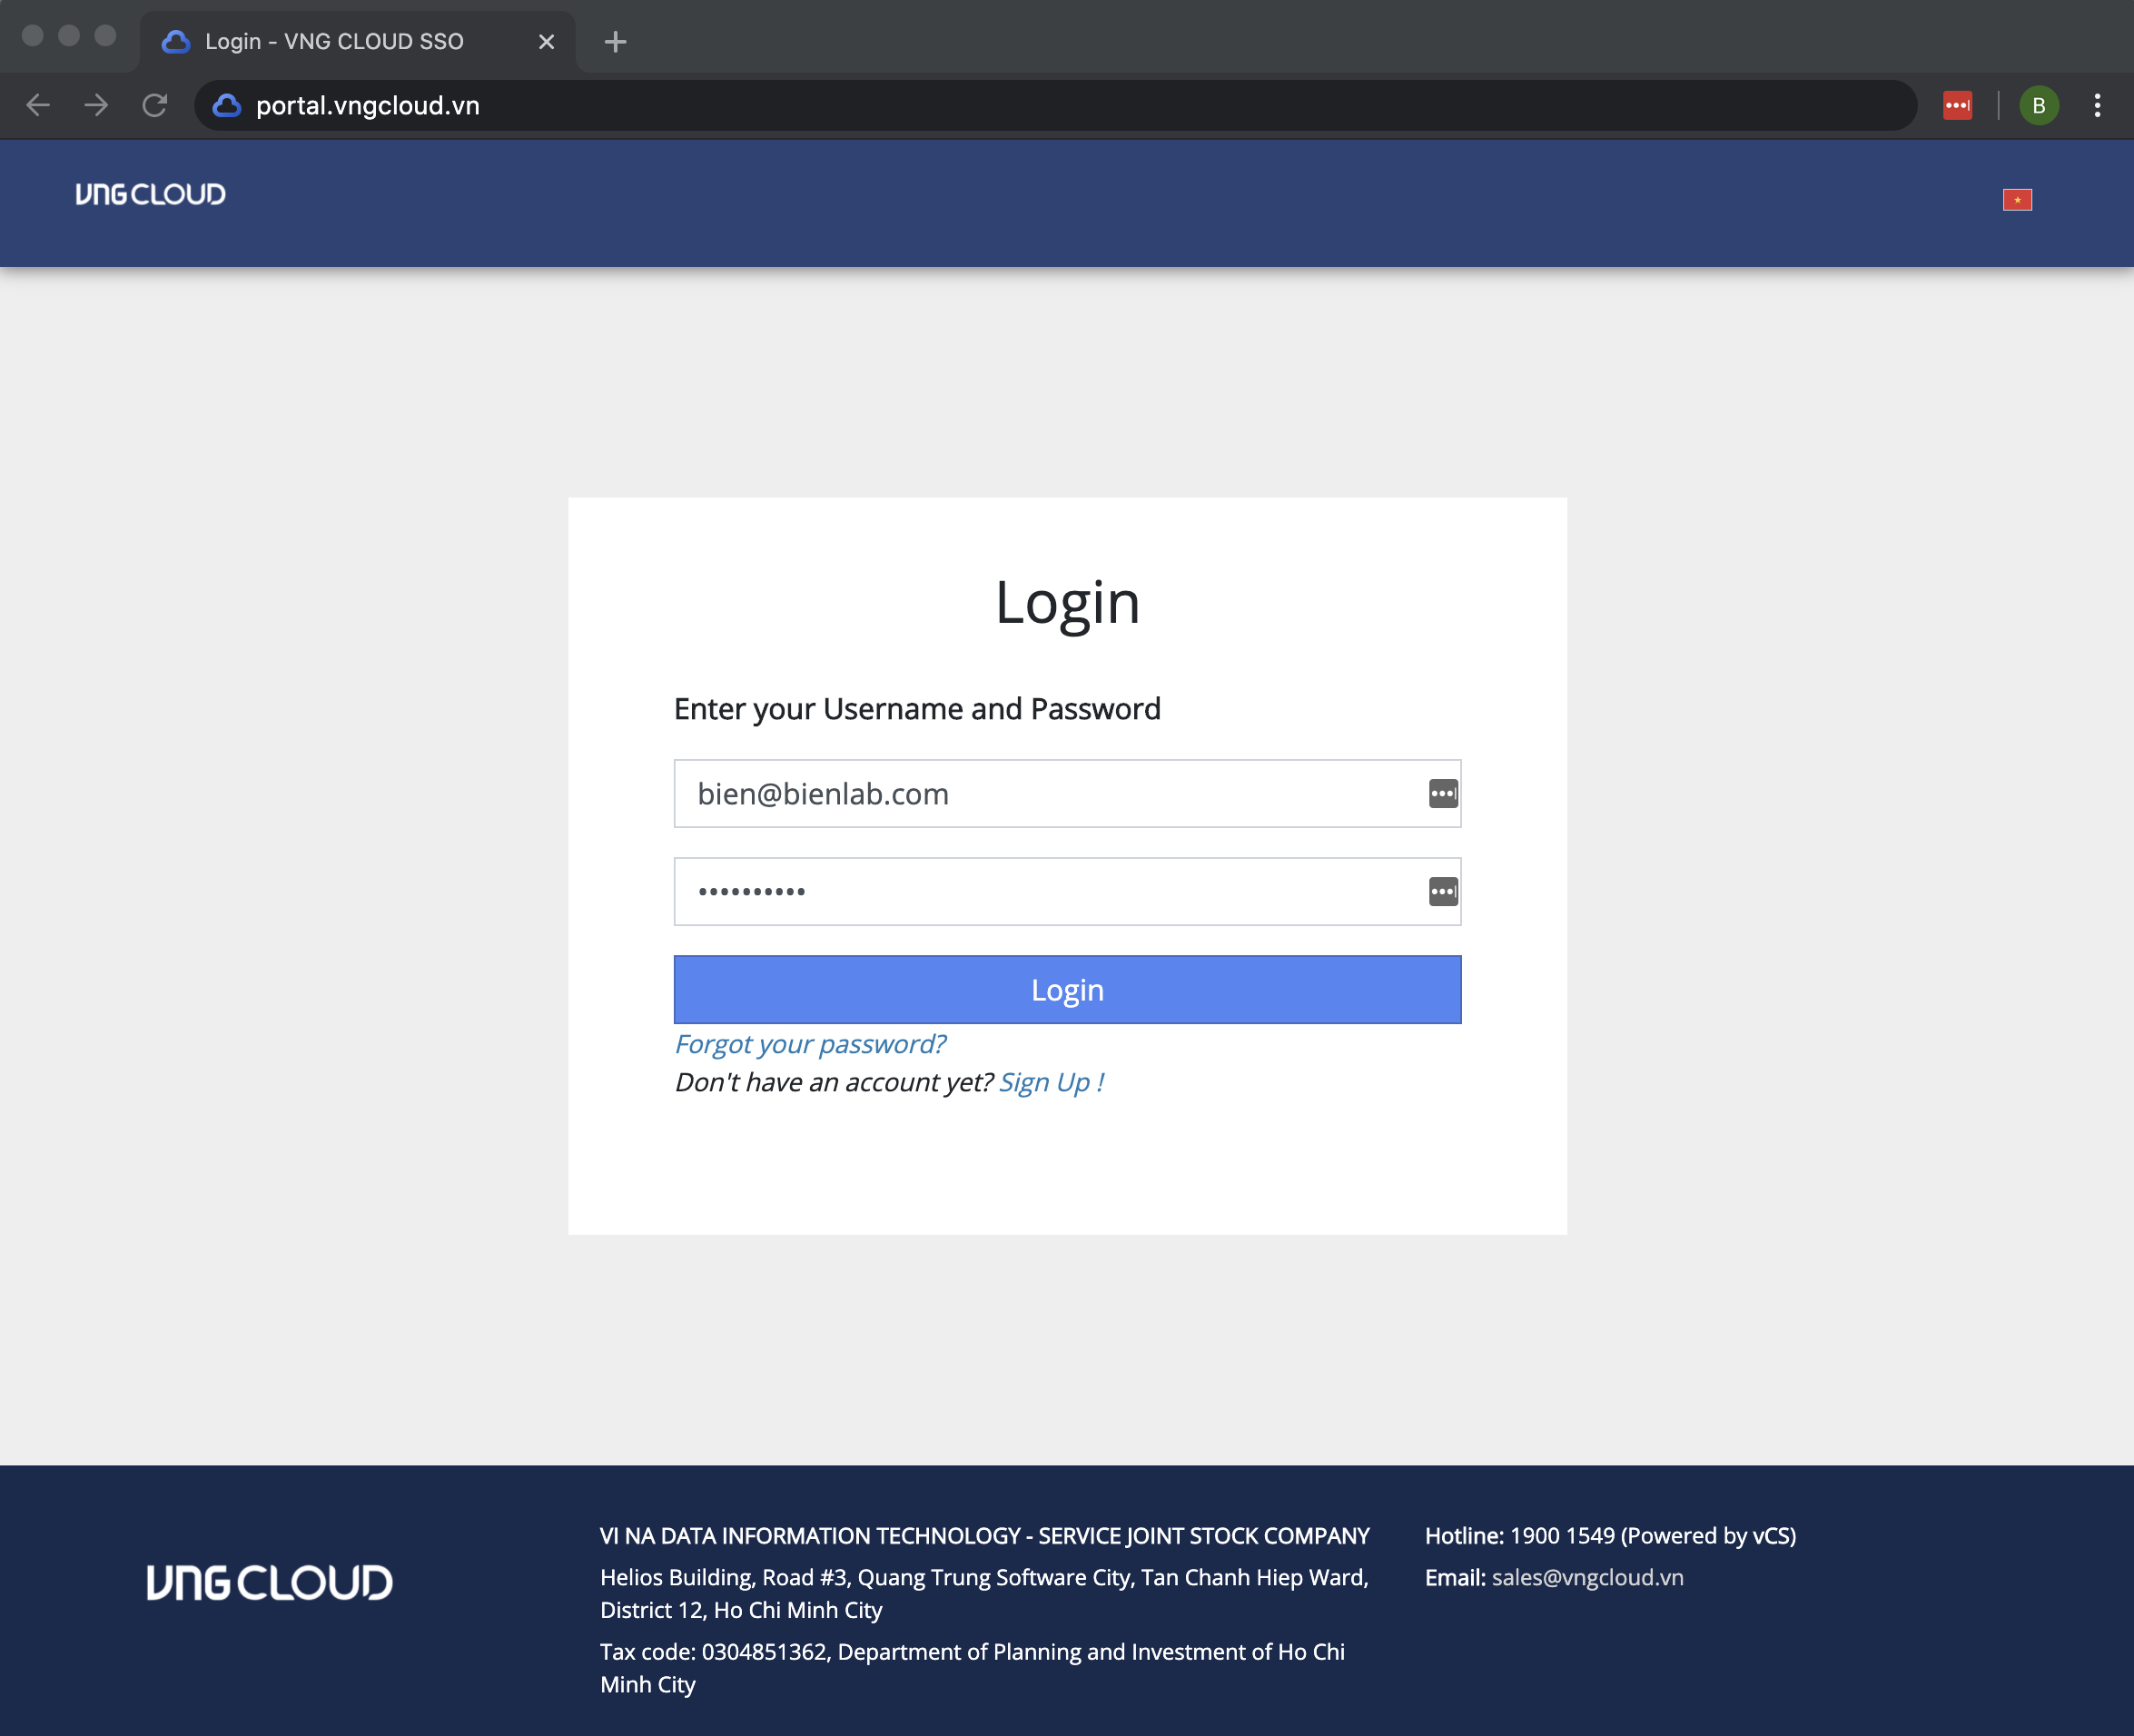 Login - VNG CLOUD SSO
portal.vngcloud.vn
B
VNG CLOUD
Login
Enter your Username and Password
bien@bienlab.com
••••••••••
Login
Forgot your password?
Don't have an account yet? Sign Up !
VNG CLOUD
VI NA DATA INFORMATION TECHNOLOGY - SERVICE JOINT STOCK COMPANY
Helios Building, Road #3, Quang Trung Software City, Tan Chanh Hiep Ward,
District 12, Ho Chi Minh City
Tax code: 0304851362, Department of Planning and Investment of Ho Chi
Minh City
Hotline: 1900 1549 (Powered by vCS)
Email: sales@vngcloud.vn